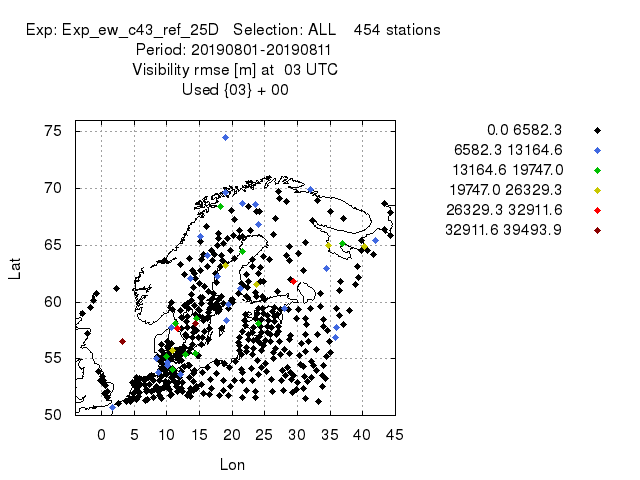 Exp: Exp_ew_c43_ref_25D Selection: ALL 454 stations
Period: 20190801-20190811
Visibility rmse [m] at 03 UTC
Used {03} + 00
0.0 6582.3
6582.3 13164.6
13164.6 19747.0
19747.0 26329.3
26329.3 32911.6
32911.6 39493.9
75
70
65
60
55
50
Lat
0 5 10 15 20 25 30 35 40 45
Lon